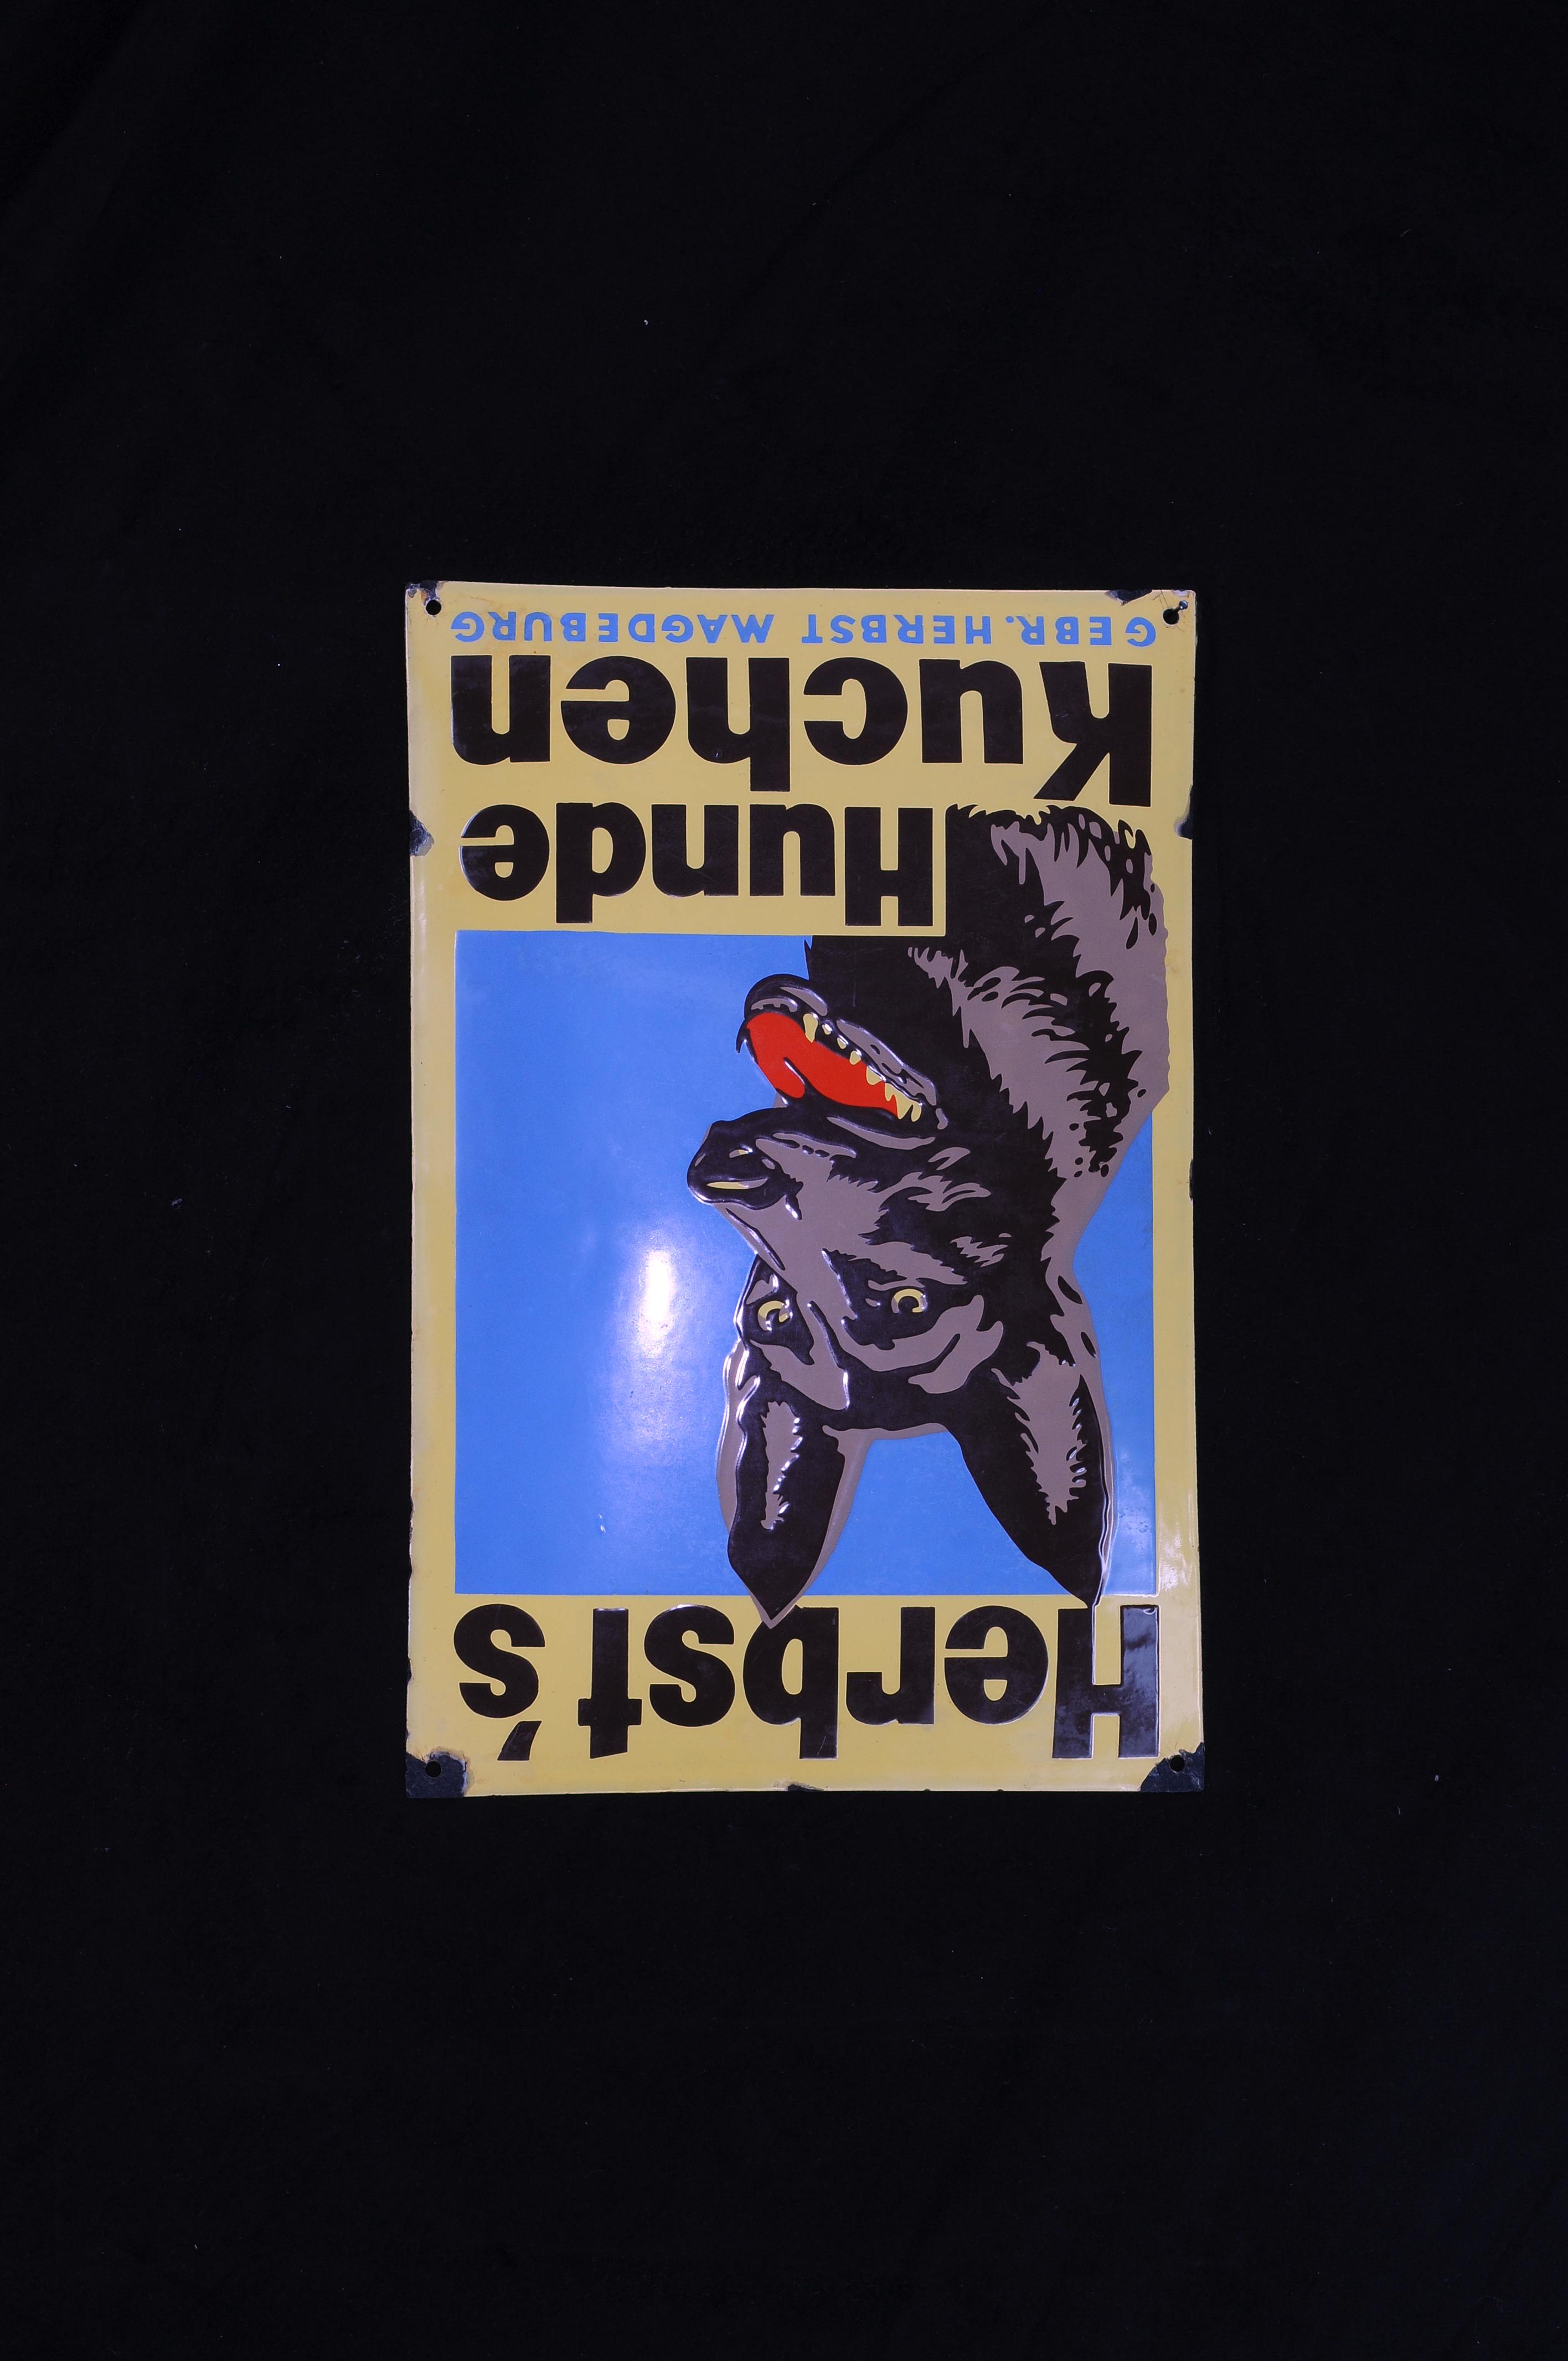 Herbst's
Hunde
Kuchen
GEBR. HERBST MAGDEBURG